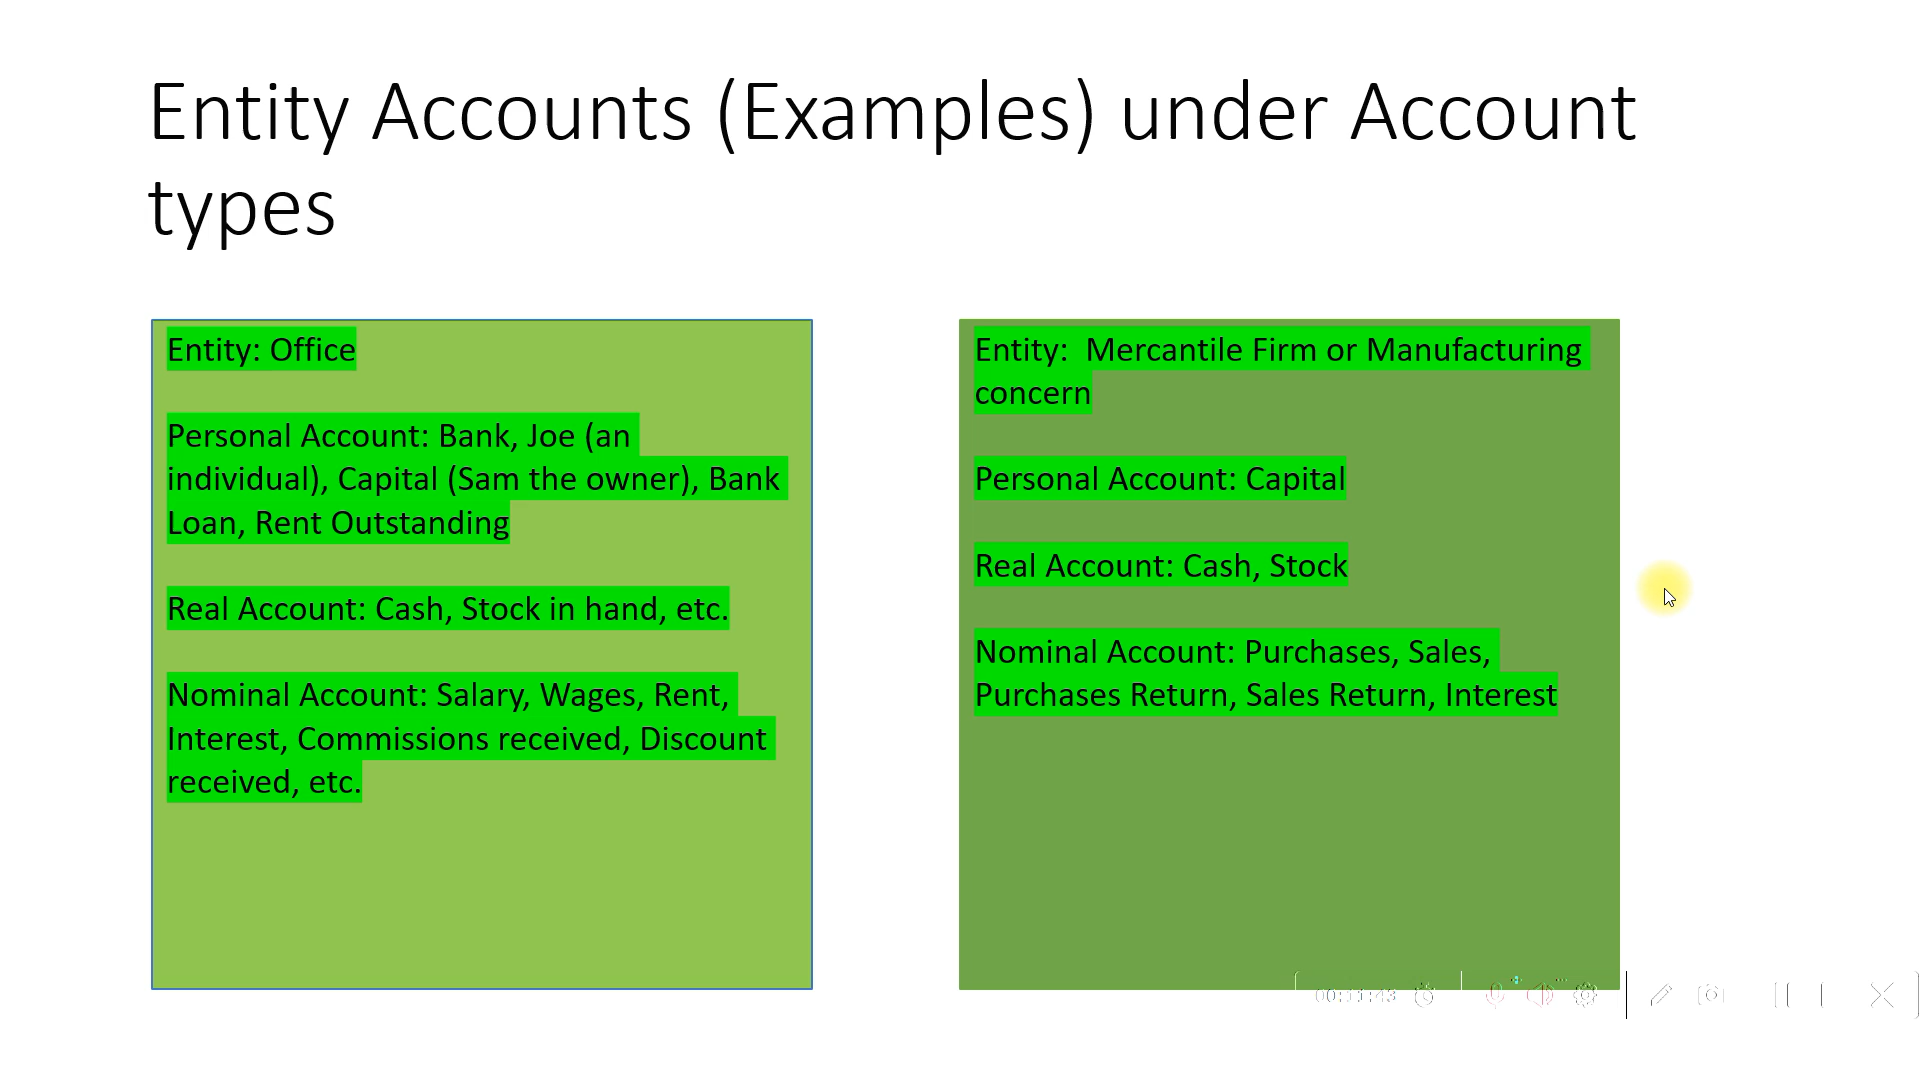 Entity Accounts (Examples) under Account
types
Entity: Office
Personal Account: Bank, Joe (an
individual), Capital (Sam the owner), Bank
Loan, Rent Outstanding
Real Account: Cash, Stock in hand, etc.
Nominal Account: Salary, Wages, Rent,
Interest, Commissions received, Discount
received, etc.
Entity:  Mercantile Firm or Manufacturing
concern
Personal Account: Capital
Real Account: Cash, Stock
Nominal Account: Purchases, Sales,
Purchases Return, Sales Return, Interest
00:11:43